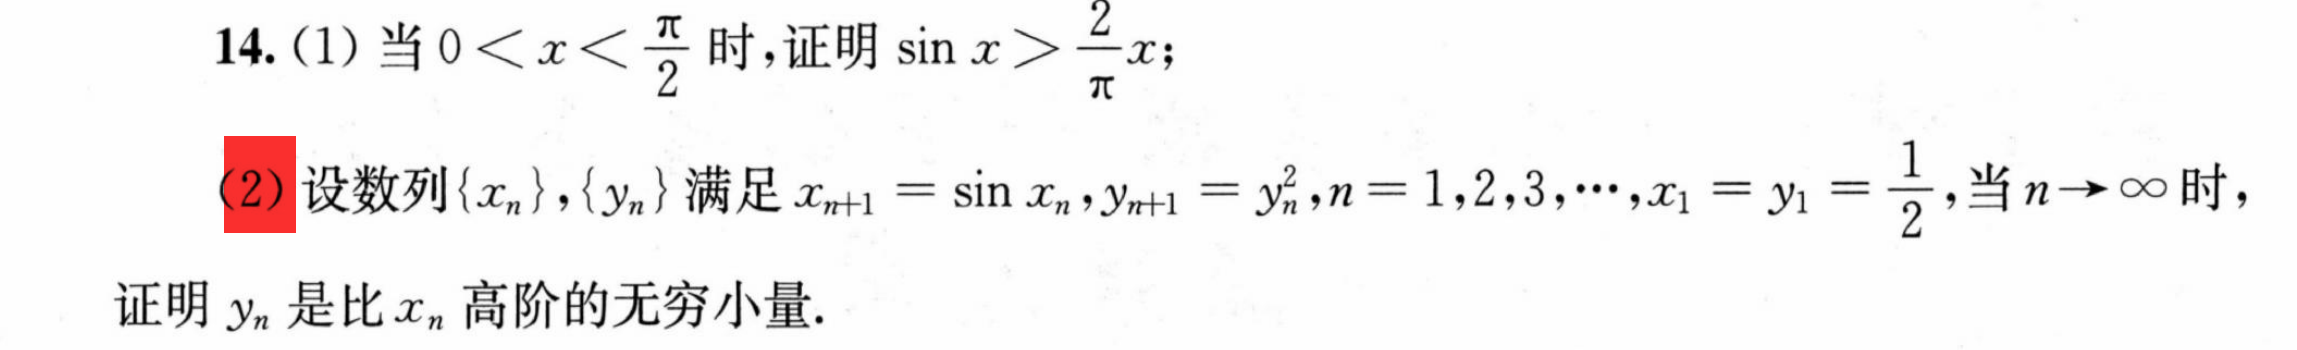 14. (1) 当 0 < x < π/2 时,证明 sin x > 2/π x;
(2) 设数列{xₙ},{yₙ}满足 xₙ₊₁ = sin xₙ,yₙ₊₁ = yₙ²,n = 1,2,3,⋯,x₁ = y₁ = 1/2,当 n→∞时,
证明 yₙ 是比 xₙ 高阶的无穷小量.